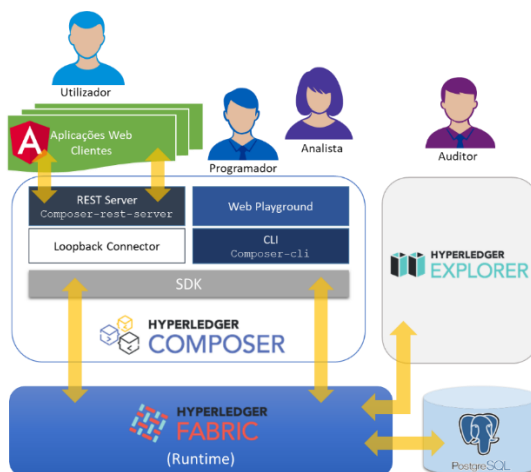 Utilizador
Aplicações Web
Clientes
Programador
Analista
Auditor
REST Server
Composer-rest-server
Web Playground
Loopback Connector
CLI
Composer-cli
SDK
HYPERLEDGER
COMPOSER
HYPERLEDGER
EXPLORER
HYPERLEDGER
FABRIC
(Runtime)
PostgreSQL